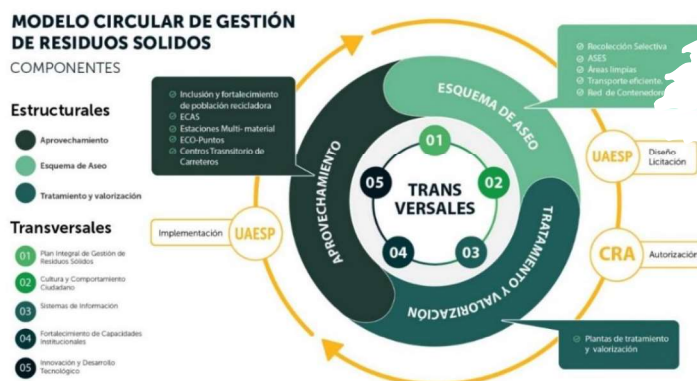 MODELO CIRCULAR DE GESTIÓN
DE RESIDUOS SOLIDOS
COMPONENTES
Estructurales
Aprovechamiento
Esquema de Aseo
Tratamiento y valorización
Transversales
01 Plan Integral de Gestión de
Residuos Sólidos
02 Cultura y Comportamiento
Ciudadano
03 Sistemas de Información
04 Fortalecimiento de Capacidades
Institucionales
05 Innovación y Desarrollo
Tecnológico
Inclusión y fortalecimiento
de población recicladora
ECAS
Estaciones Multi-material
ECO-Puntos
Centros Transnitorio de
Carreteros
Implementación
UAESP
APROVECHAMIENTO
ESQUEMA DE ASEO
TRATAMIENTO Y VALORIZACIÓN
TRANS
VERSALES
01
02
03
04
05
Recolección Selectiva
ASES
Áreas limpias
Transporte eficiente
Red de Contenedor
UAESP
Diseño
Licitación
CRA
Autorización
Plantas de tratamiento
y valorización